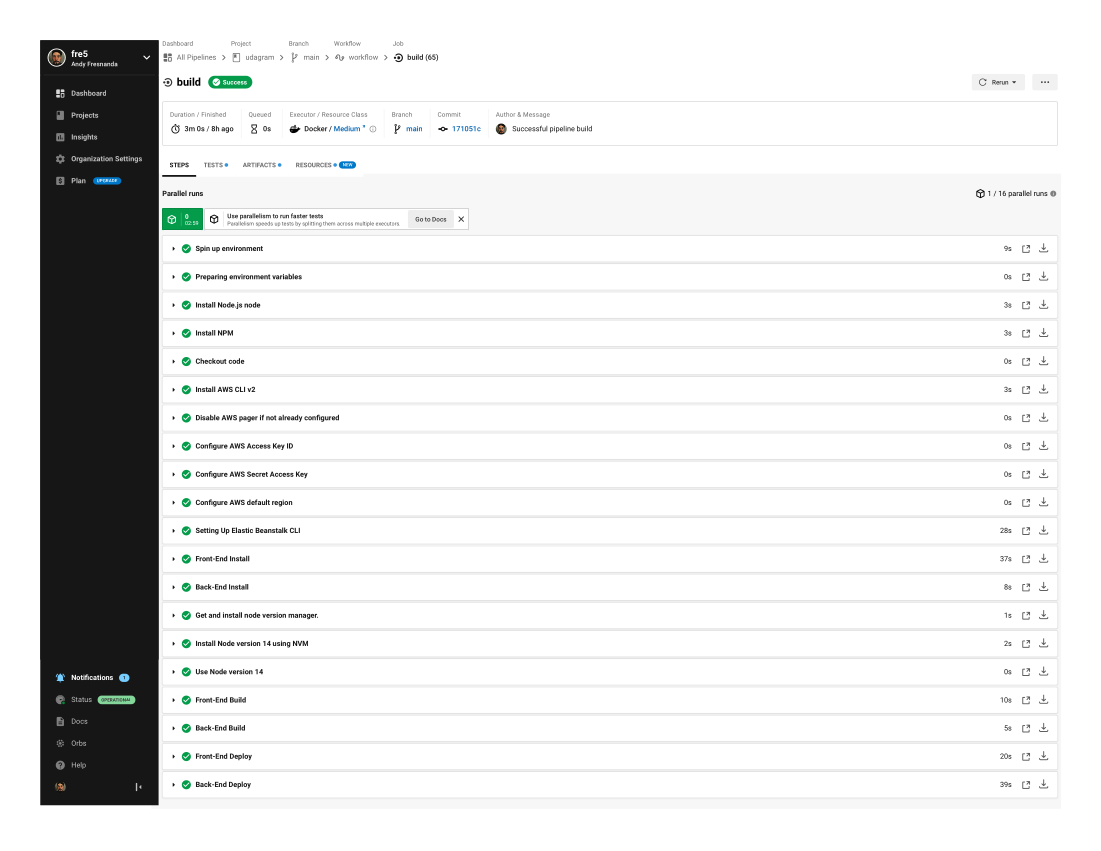 fre5
Andy Fresnanda
Dashboard
Projects
Insights
Organization Settings
Plan UPGRADE
Notifications 1
Status OPERATIONAL
Docs
Orbs
Help
Dashboard Project Branch Workflow Job
All Pipelines udagram main workflow build (65)
build Success
Rerun
Duration / Finished Queued Executor / Resource Class Branch Commit Author & Message
3m 0s / 8h ago 0s Docker / Medium main 171051c Successful pipeline build
STEPS TESTS ARTIFACTS RESOURCES NEW
Parallel runs
1 / 16 parallel runs
0
02:59
Use parallelism to run faster tests
Parallelism speeds up tests by splitting them across multiple executors.
Go to Docs
Spin up environment 9s
Preparing environment variables 0s
Install Node.js node 3s
Install NPM 3s
Checkout code 0s
Install AWS CLI v2 3s
Disable AWS pager if not already configured 0s
Configure AWS Access Key ID 0s
Configure AWS Secret Access Key 0s
Configure AWS default region 0s
Setting Up Elastic Beanstalk CLI 28s
Front-End Install 37s
Back-End Install 8s
Get and install node version manager. 1s
Install Node version 14 using NVM 2s
Use Node version 14 0s
Front-End Build 10s
Back-End Build 5s
Front-End Deploy 20s
Back-End Deploy 39s